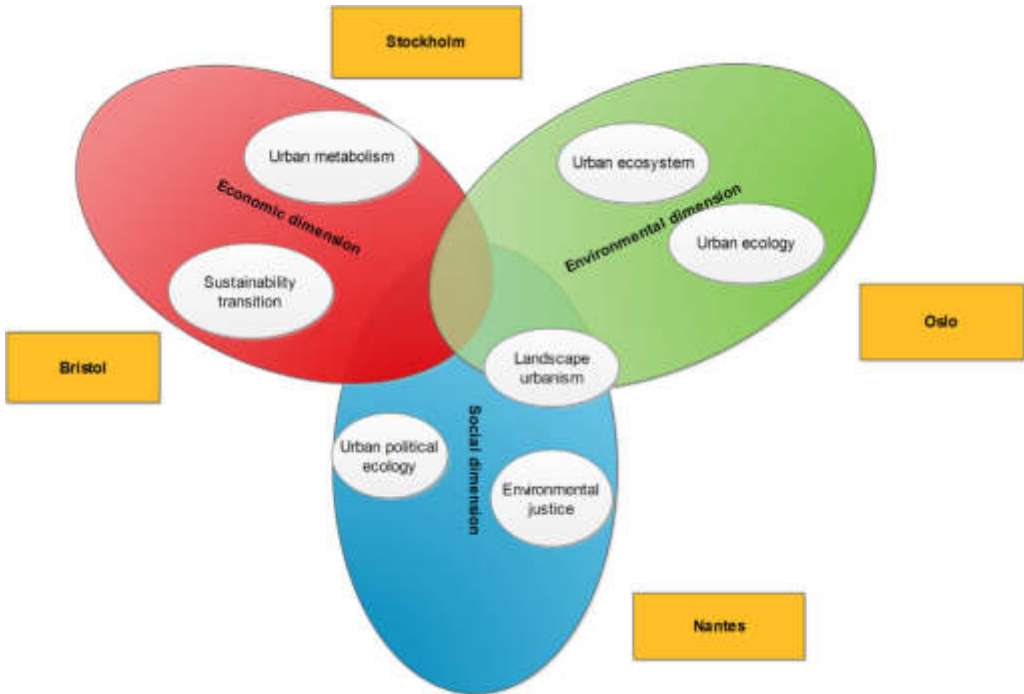 Stockholm
Urban metabolism
Economic dimension
Sustainability
transition
Urban ecosystem
Environmental dimension
Urban ecology
Oslo
Bristol
Landscape
urbanism
Social dimension
Urban political
ecology
Environmental
justice
Nantes